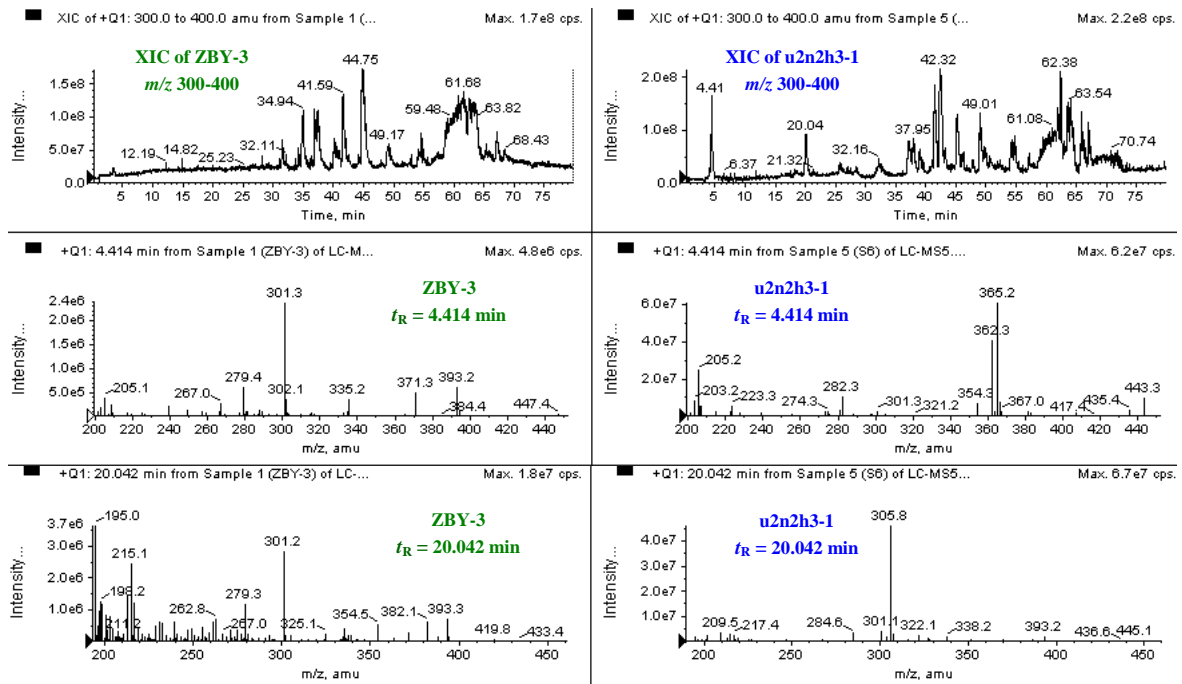 XIC of +Q1: 300.0 to 400.0 amu from Sample 1 (... Max. 1.7e8 cps.
XIC of ZBY-3
m/z 300-400
Intensity...
1.5e8
1.0e8
5.0e7
0.0
12.19
14.82
25.23
32.11
34.94
41.59
44.75
49.17
59.48
61.68
63.82
68.43
5 10 15 20 25 30 35 40 45 50 55 60 65 70 75
Time, min
XIC of +Q1: 300.0 to 400.0 amu from Sample 5 (... Max. 2.2e8 cps.
XIC of u2n2h3-1
m/z 300-400
Intensity...
2.0e8
1.0e8
0.0
4.41
6.37
20.04
21.32
32.16
37.95
42.32
49.01
61.08
62.38
63.54
70.74
5 10 15 20 25 30 35 40 45 50 55 60 65 70 75
Time, min
+Q1: 4.414 min from Sample 1 (ZBY-3) of LC-M... Max. 4.8e6 cps.
ZBY-3
tR = 4.414 min
Intensity...
2.4e6
2.0e6
1.5e6
1.0e6
5.0e5
205.1
267.0
279.4
301.3
302.1
335.2
371.3
393.2
384.4
447.4
200 220 240 260 280 300 320 340 360 380 400 420 440
m/z, amu
+Q1: 4.414 min from Sample 5 (S6) of LC-MS5.... Max. 6.2e7 cps.
u2n2h3-1
tR = 4.414 min
Intensity...
6.0e7
4.0e7
2.0e7
205.2
203.2
223.3
274.3
282.3
301.3
321.2
354.3
362.3
365.2
367.0
417.4
435.4
443.3
200 220 240 260 280 300 320 340 360 380 400 420 440
m/z, amu
+Q1: 20.042 min from Sample 1 (ZBY-3) of LC-... Max. 1.8e7 cps.
ZBY-3
tR = 20.042 min
Intensity...
3.7e6
3.0e6
2.0e6
1.0e6
195.0
198.2
211.2
215.1
262.8
267.0
279.3
301.2
325.1
354.5
382.1
393.3
419.8
433.4
200 250 300 350 400 450
m/z, amu
+Q1: 20.042 min from Sample 5 (S6) of LC-MS5... Max. 6.7e7 cps.
u2n2h3-1
tR = 20.042 min
Intensity...
4.0e7
3.0e7
2.0e7
1.0e7
209.5
217.4
284.6
301.1
305.8
322.1
338.2
393.2
436.6
445.1
200 250 300 350 400 450
m/z, amu